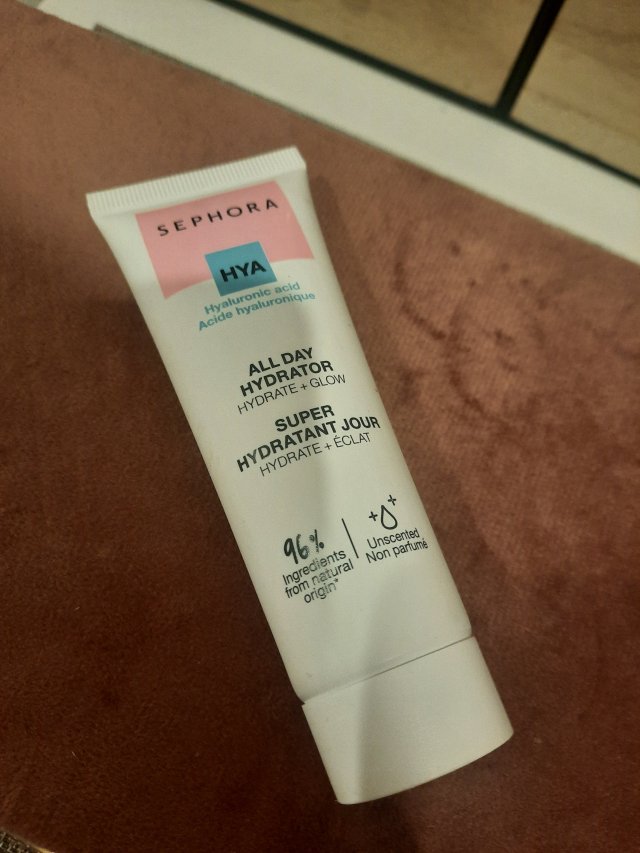 SEPHORA
HYA
Hyaluronic acid
Acide hyaluronique
ALL DAY
HYDRATOR
HYDRATE + GLOW
SUPER
HYDRATANT JOUR
HYDRATE + ÉCLAT
96%
Ingredients
from natural
origin*
Unscented
Non parfumé